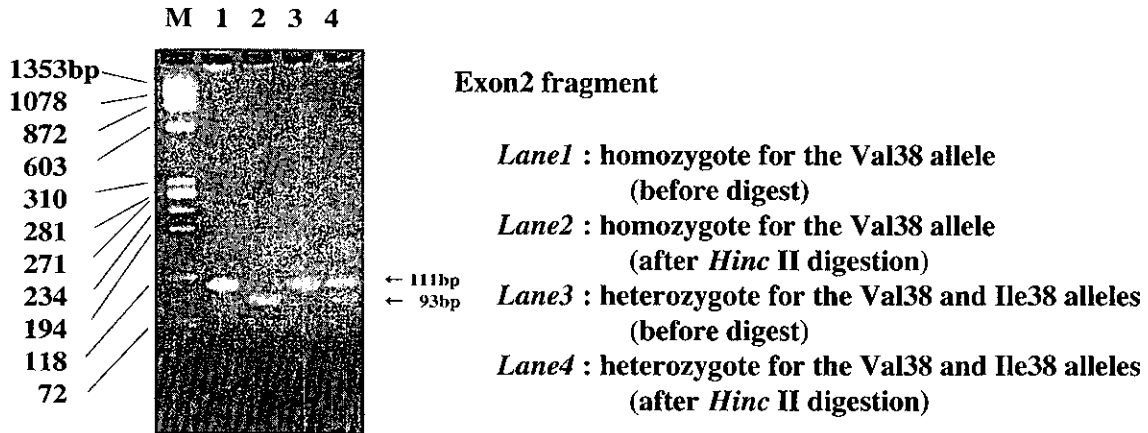 M 1 2 3 4
1353bp
1078
872
603
310
281
271
234
194
118
72
← 111bp
← 93bp
Exon2 fragment
Lane1 : homozygote for the Val38 allele
(before digest)
Lane2 : homozygote for the Val38 allele
(after Hinc II digestion)
Lane3 : heterozygote for the Val38 and Ile38 alleles
(before digest)
Lane4 : heterozygote for the Val38 and Ile38 alleles
(after Hinc II digestion)